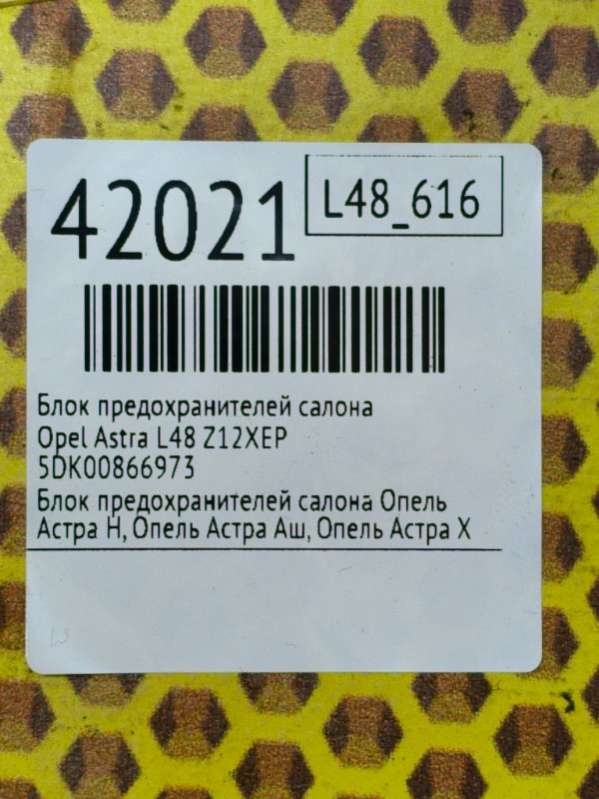 42021
L48_616
Блок предохранителей салона
Opel Astra L48 Z12XEP
5DK00866973
Блок предохранителей салона Опель
Астра Н, Опель Астра Аш, Опель Астра Х